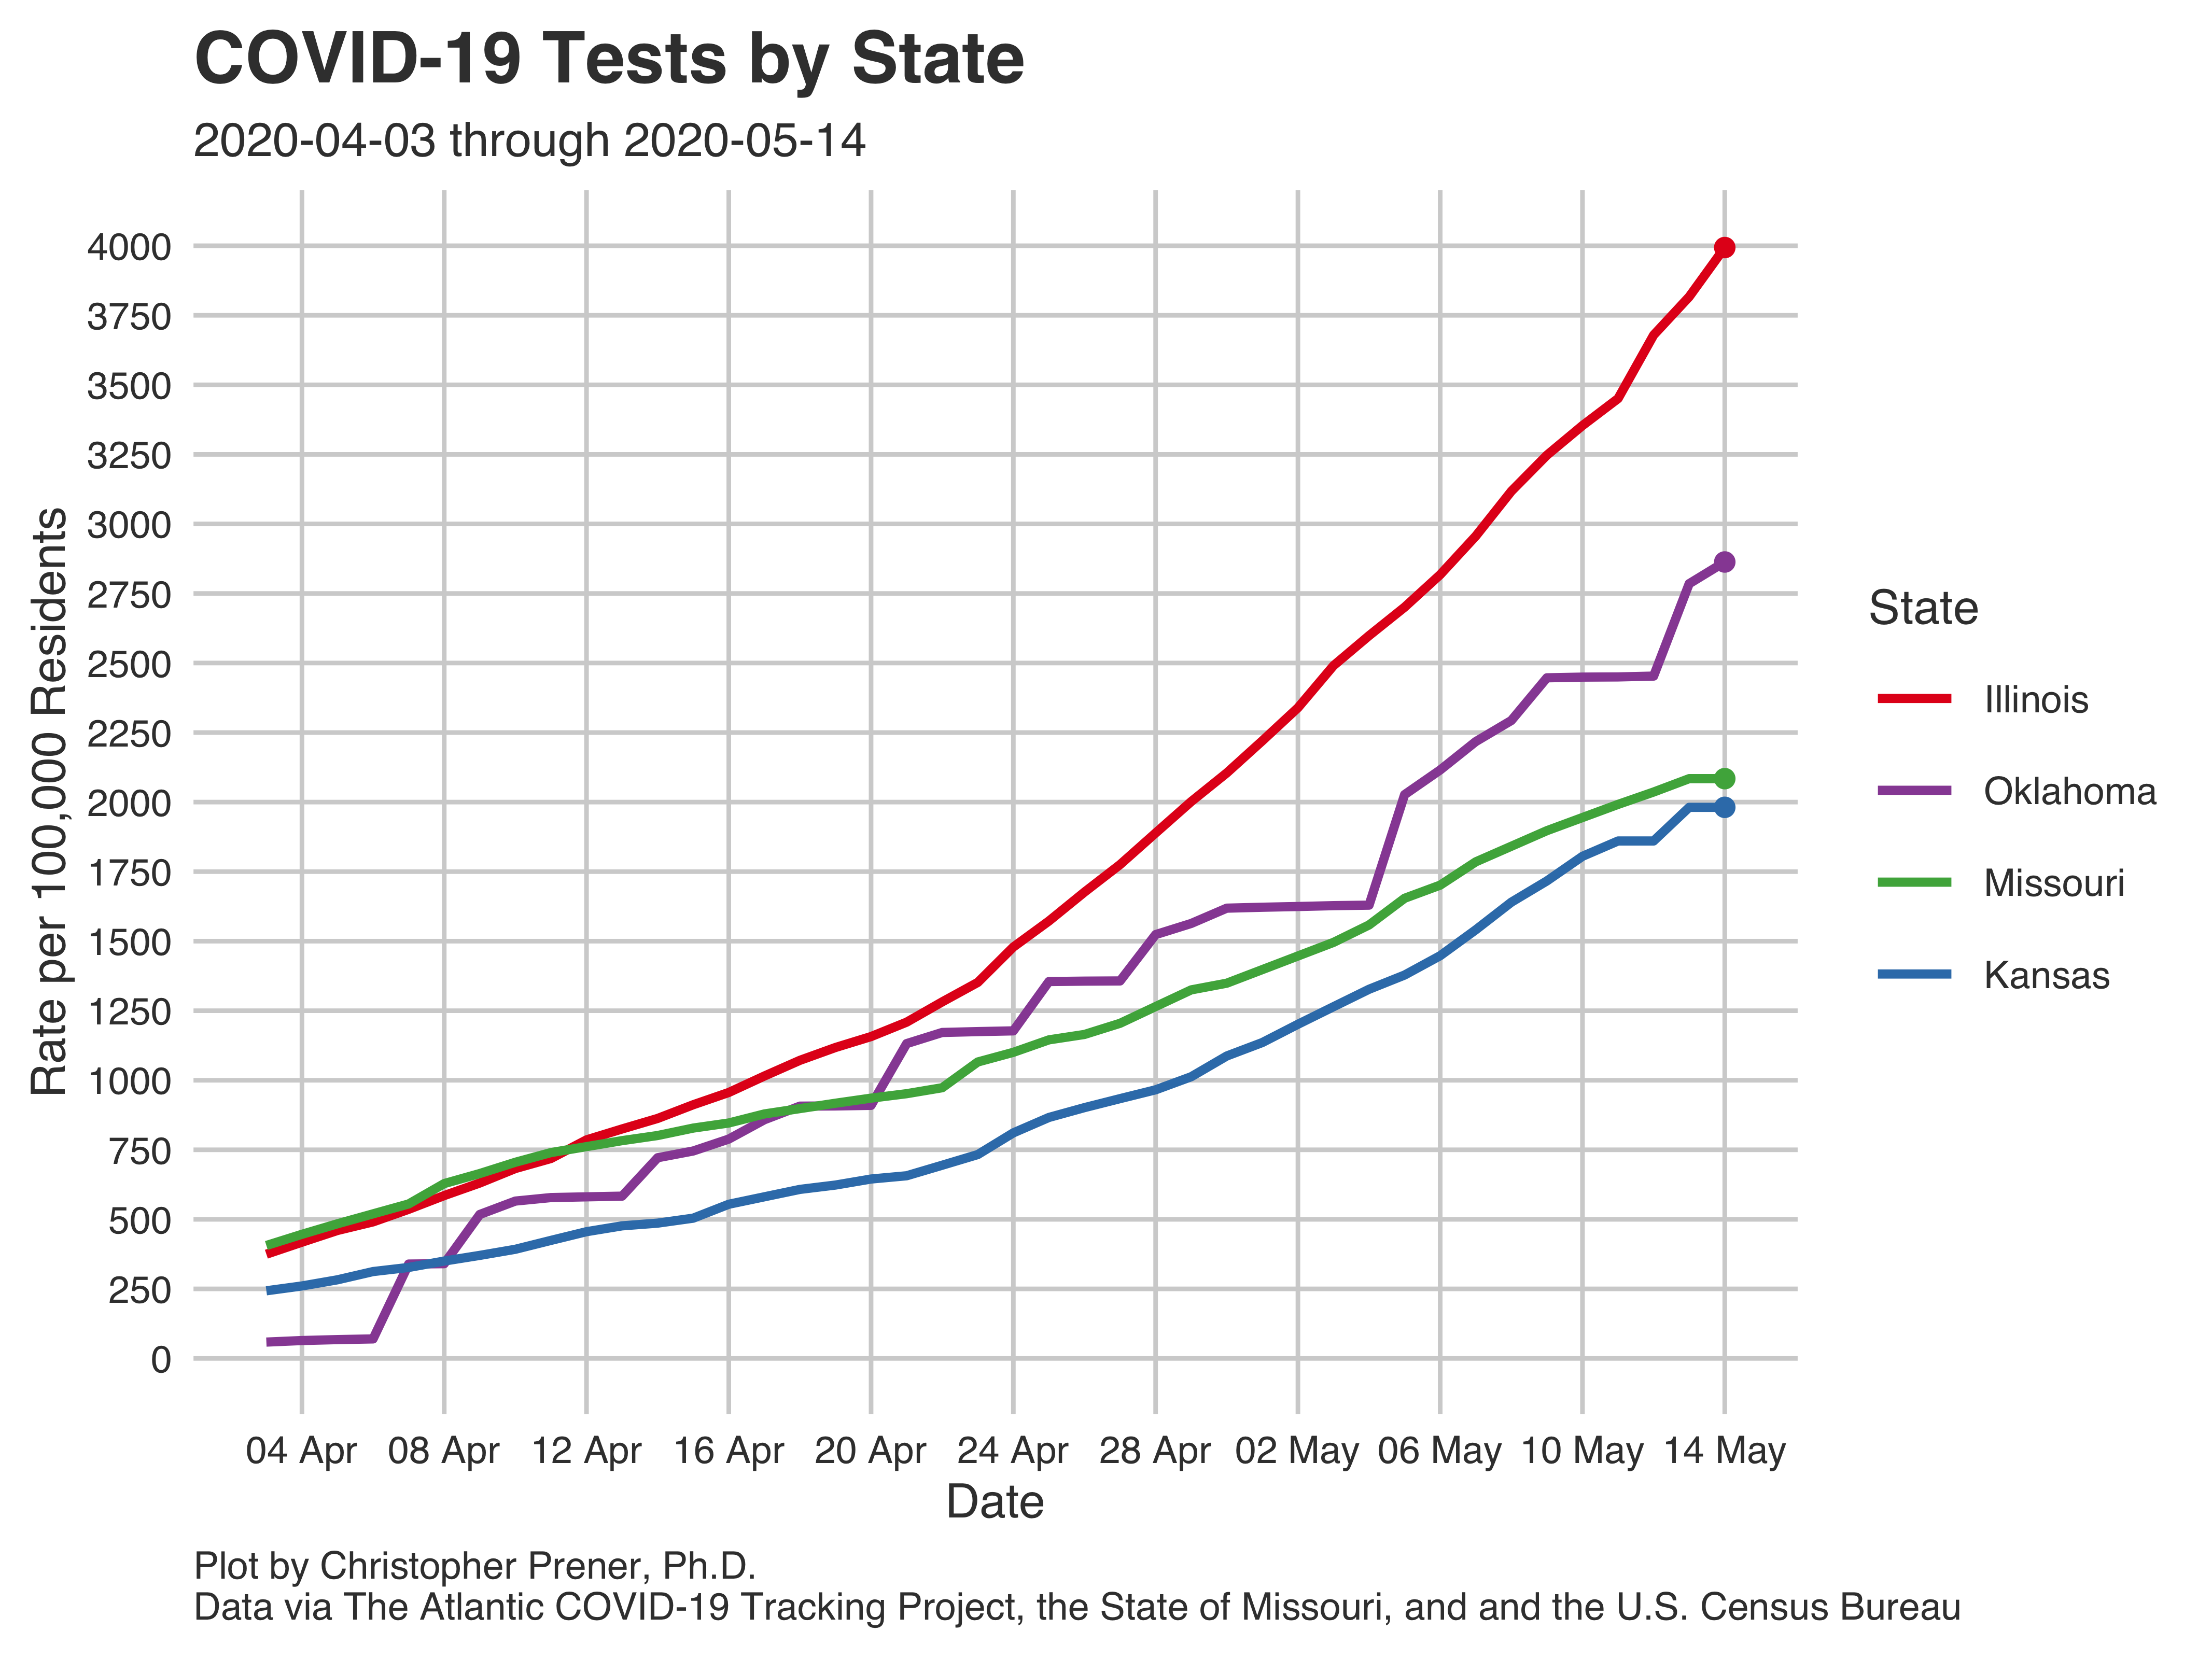 COVID-19 Tests by State
2020-04-03 through 2020-05-14
Rate per 100,000 Residents
4000
3750
3500
3250
3000
2750
2500
2250
2000
1750
1500
1250
1000
750
500
250
0
04 Apr 08 Apr 12 Apr 16 Apr 20 Apr 24 Apr 28 Apr 02 May 06 May 10 May 14 May
Date
State
Illinois
Oklahoma
Missouri
Kansas
Plot by Christopher Prener, Ph.D.
Data via The Atlantic COVID-19 Tracking Project, the State of Missouri, and and the U.S. Census Bureau